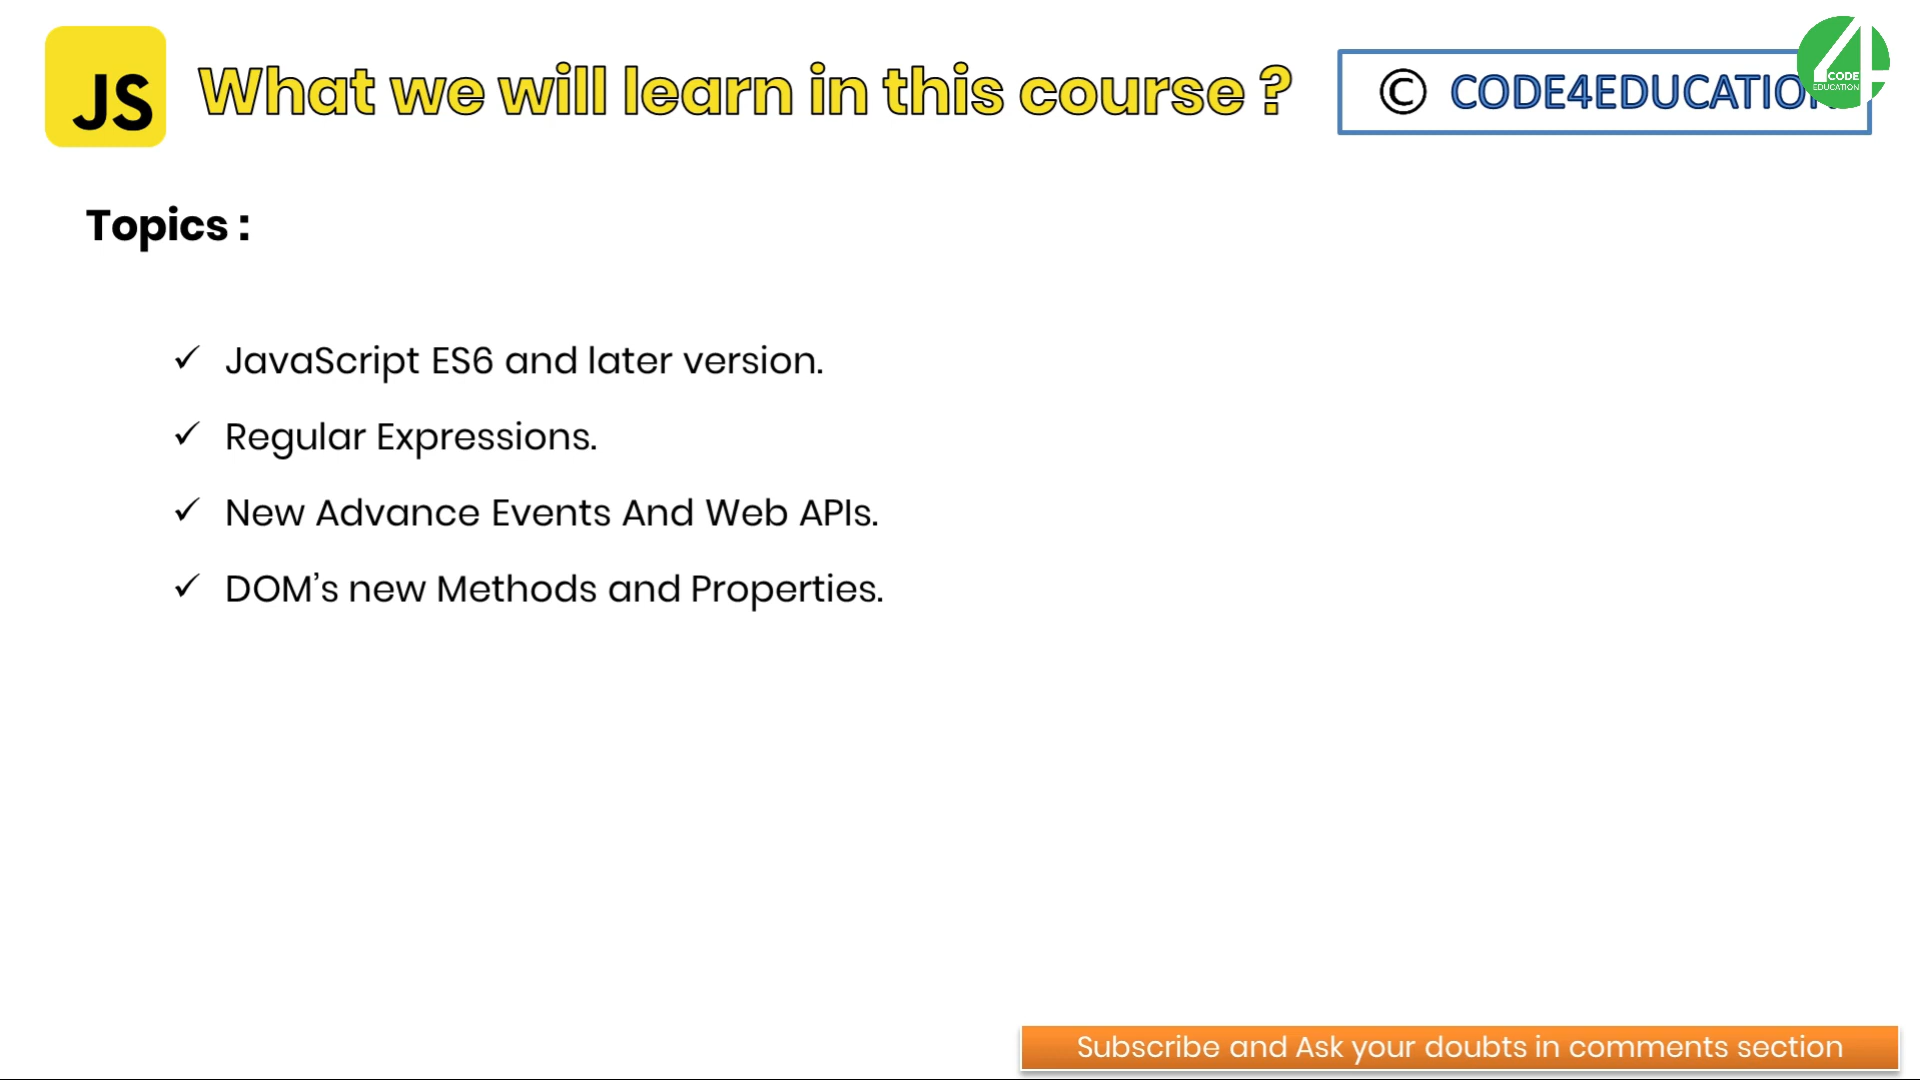 JS
What we will learn in this course ?
© CODE4EDUCATION
CODE
EDUCATION
Topics :
✓ JavaScript ES6 and later version.
✓ Regular Expressions.
✓ New Advance Events And Web APIs.
✓ DOM’s new Methods and Properties.
Subscribe and Ask your doubts in comments section